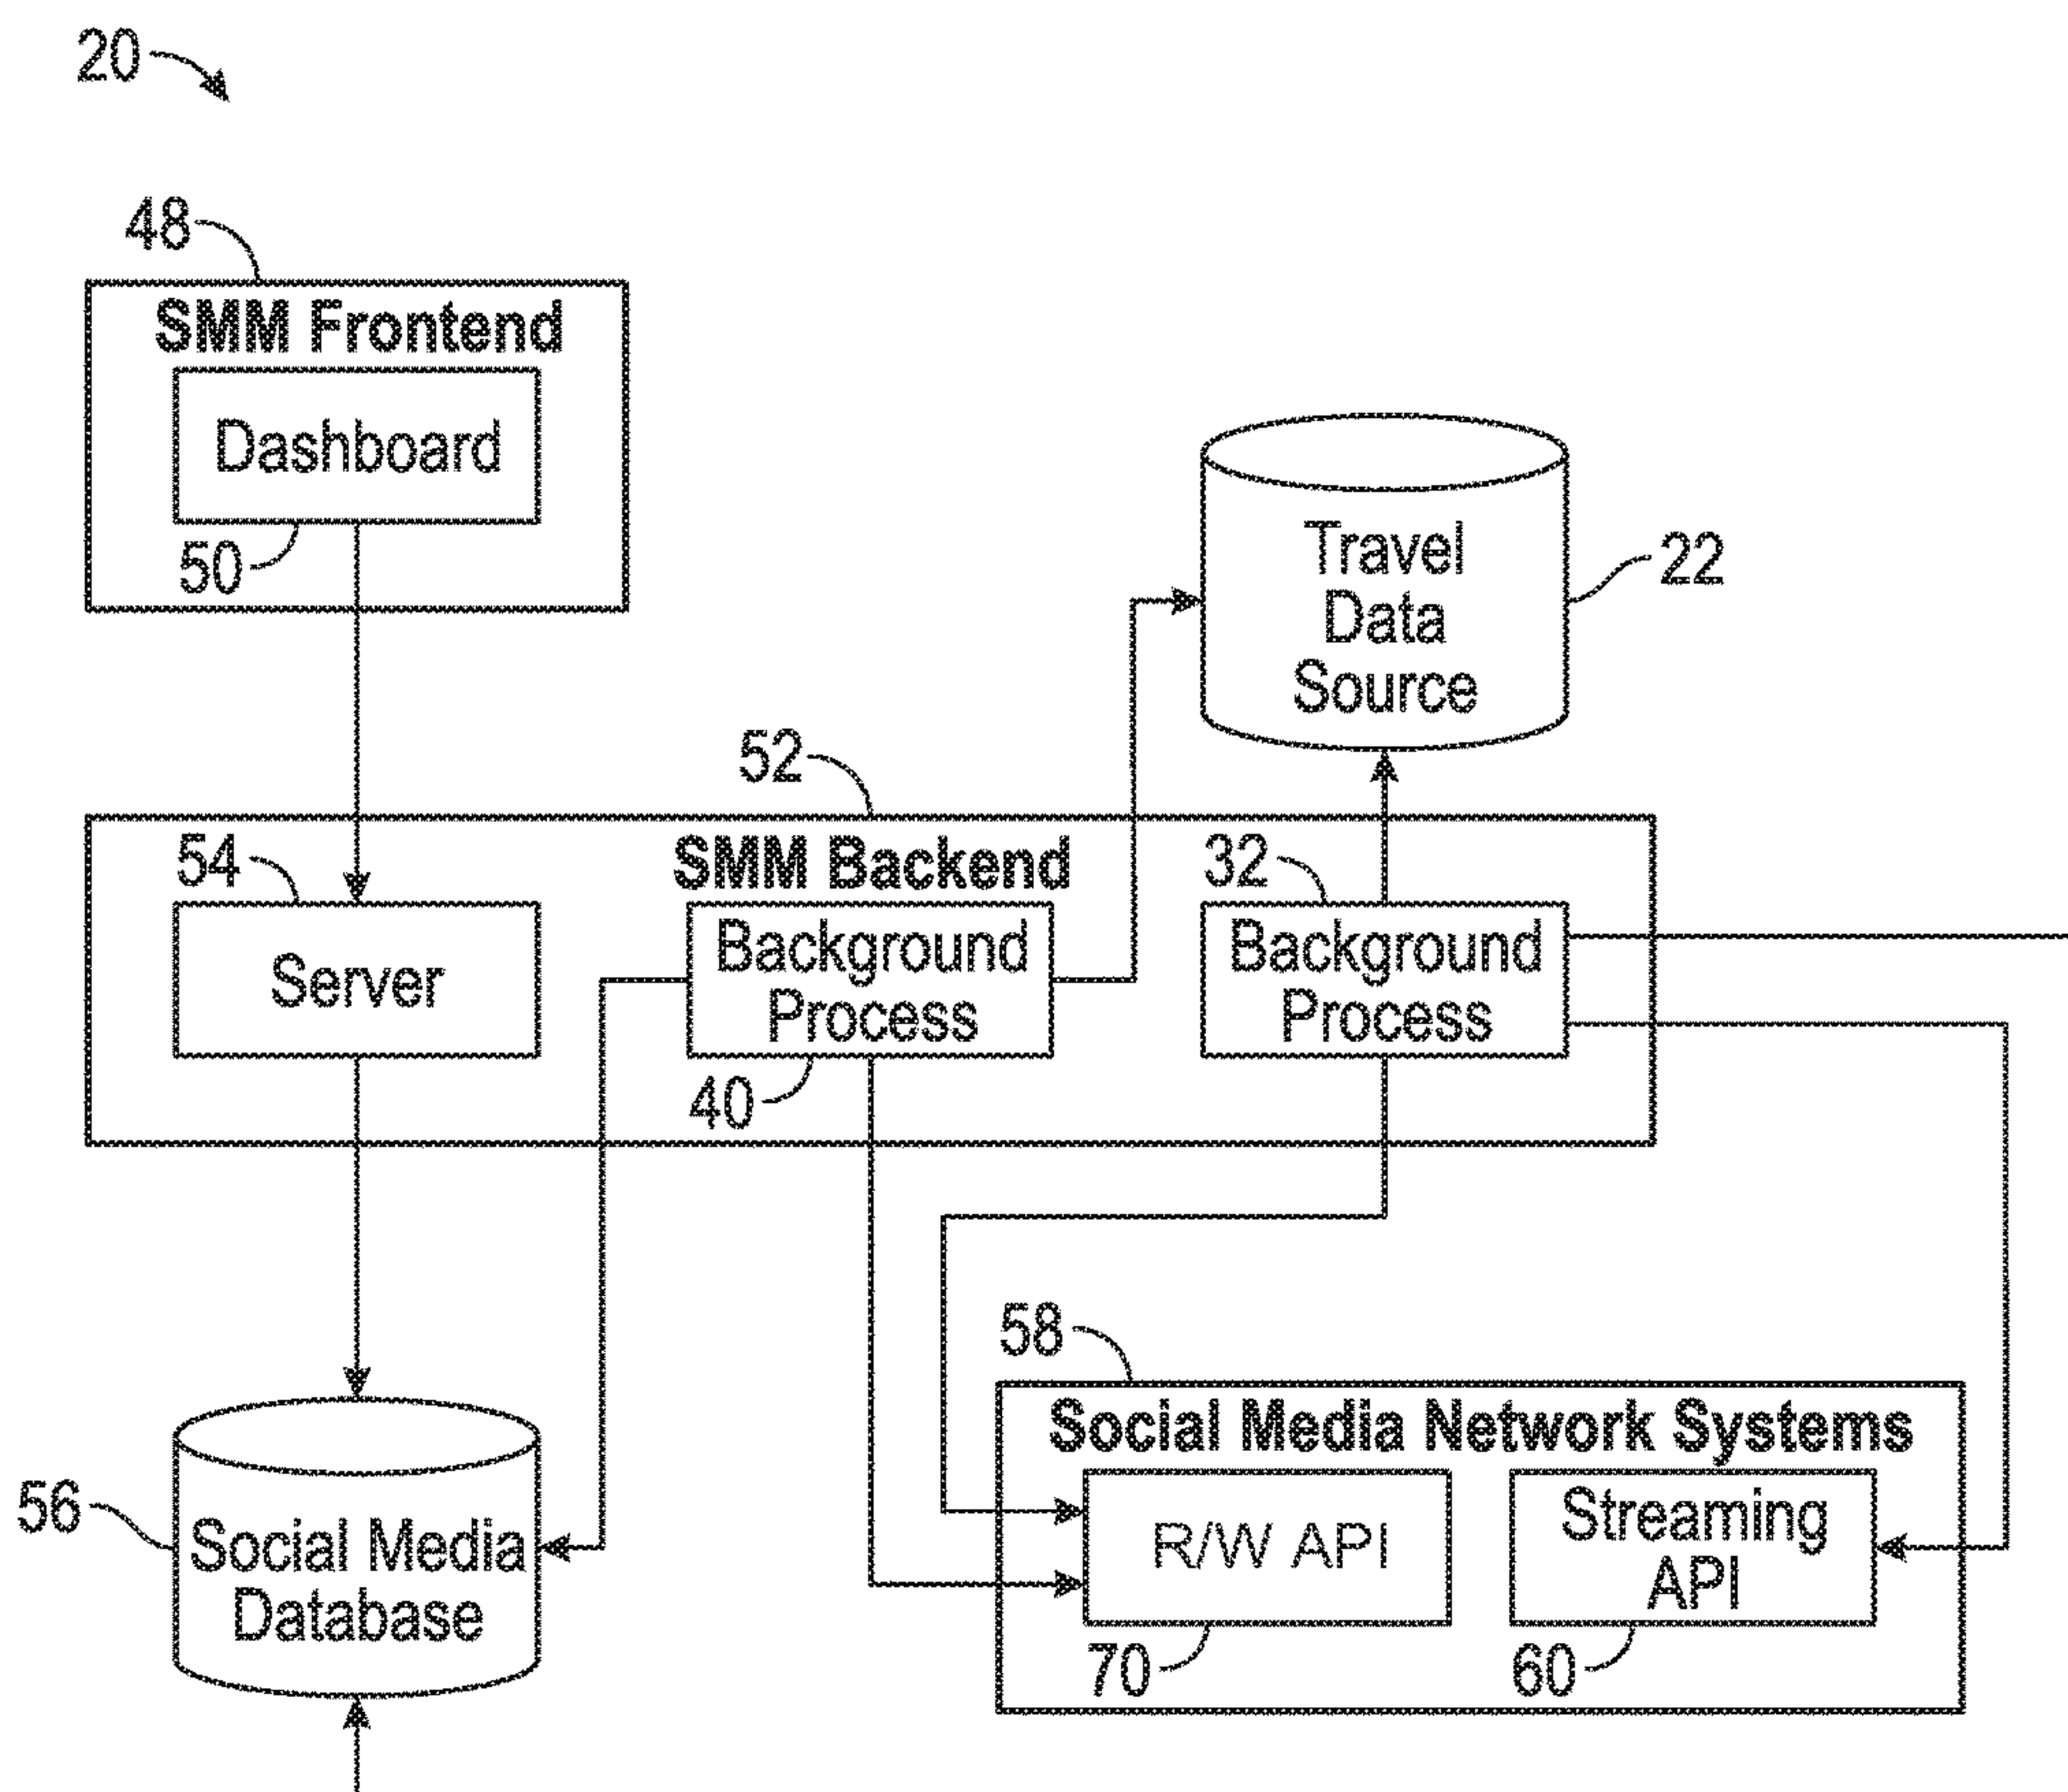 20
48
SMM Frontend
Dashboard
50
Travel
Data
Source
22
52
54
SMM Backend
32
Server
Background
Process
Background
Process
40
58
Social Media Network Systems
56
Social Media
Database
R/W API
Streaming
API
70
60